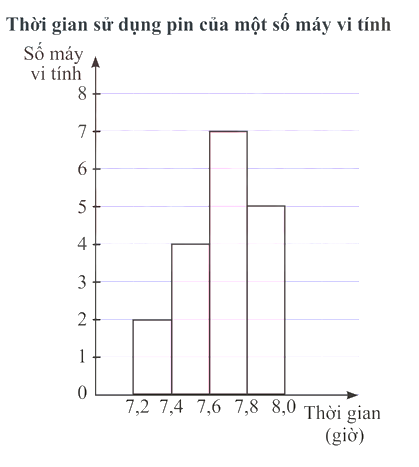 Thời gian sử dụng pin của một số máy vi tính
Số máy
vi tính
8
7
6
5
4
3
2
1
0
7,2 7,4 7,6 7,8 8,0 Thời gian
(giờ)